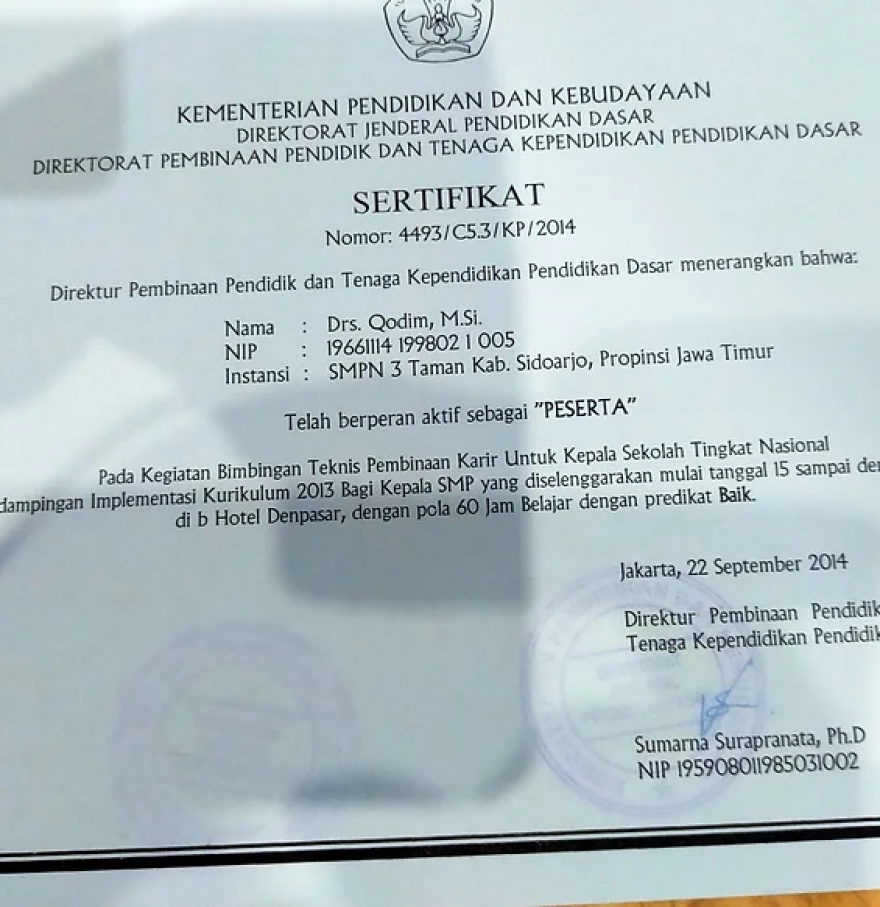 KEMENTERIAN PENDIDIKAN DAN KEBUDAYAAN
DIREKTORAT JENDERAL PENDIDIKAN DASAR
DIREKTORAT PEMBINAAN PENDIDIK DAN TENAGA KEPENDIDIKAN PENDIDIKAN DASAR
SERTIFIKAT
Nomor: 4493/C5.3/KP/2014
Direktur Pembinaan Pendidik dan Tenaga Kependidikan Pendidikan Dasar menerangkan bahwa:
Nama : Drs. Qodim, M.Si.
NIP : 19661114 199802 1 005
Instansi : SMPN 3 Taman Kab. Sidoarjo, Propinsi Jawa Timur
Telah berperan aktif sebagai "PESERTA"
Pada Kegiatan Bimbingan Teknis Pembinaan Karir Untuk Kepala Sekolah Tingkat Nasional
dampingan Implementasi Kurikulum 2013 Bagi Kepala SMP yang diselenggarakan mulai tanggal 15 sampai de
di b Hotel Denpasar, dengan pola 60 Jam Belajar dengan predikat Baik.
Jakarta, 22 September 2014
Direktur Pembinaan Pendidik
Tenaga Kependidikan Pendidik
Sumarna Surapranata, Ph.D
NIP 195908011985031002